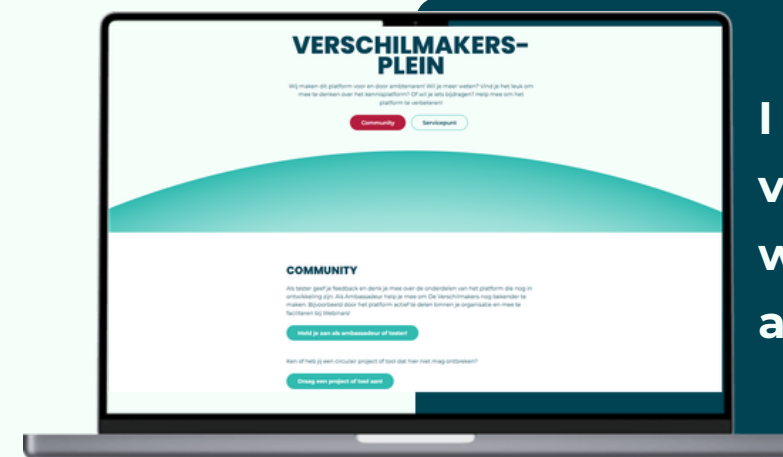 VERSCHILMAKERS-
PLEIN
Wij maken dit platform voor en door ambtenaren! Wil je meer weten? Vind je het leuk om
mee te denken over het kennisplatform? Of wil je iets bijdragen? Help mee om het
platform te verbeteren!
Community Servicepunt
COMMUNITY
Als tester geef je feedback en denk je mee over de onderdelen van het platform die nog in
ontwikkeling zijn. Als Ambassadeur help je mee om De Verschilmakers nog bekender te
maken. Bijvoorbeeld door het platform actief te delen binnen je organisatie en mee te
faciliteren bij Webinars!
Meld je aan als ambassadeur of tester!
Ken of heb jij een circulair project of tool dat hier niet mag ontbreken?
Draag een project of tool aan!
I
v
w
a